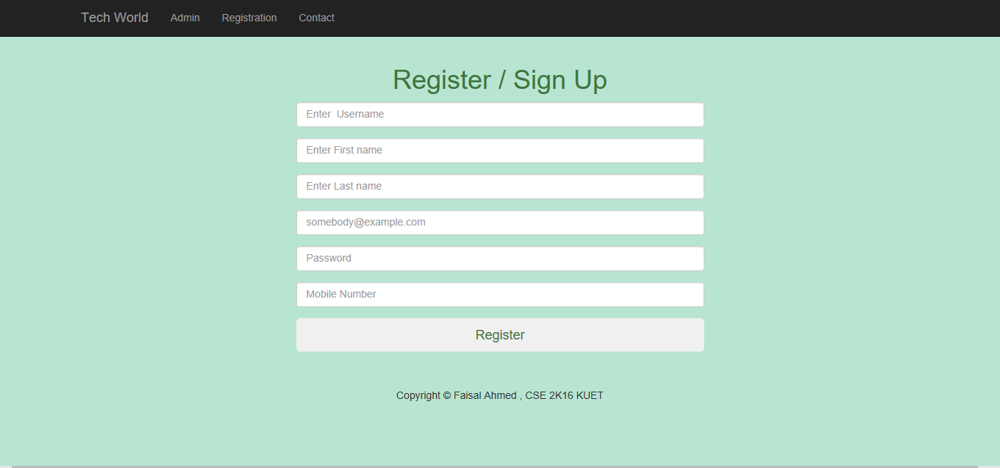 Tech World Admin Registration Contact
Register / Sign Up
Enter  Username
Enter First name
Enter Last name
somebody@example.com
Password
Mobile Number
Register
Copyright © Faisal Ahmed , CSE 2K16 KUET